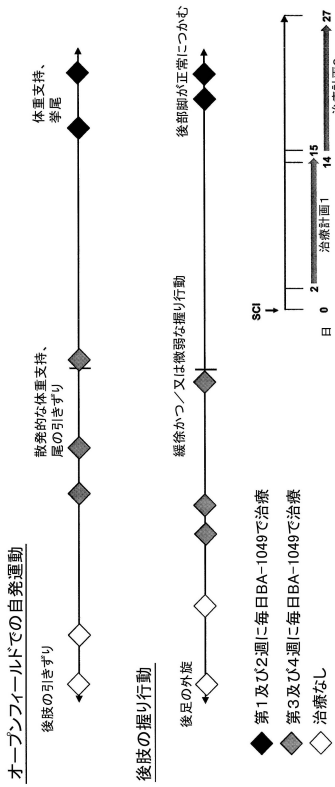 オープンフィールドでの自発運動
後肢の引きずり
散発的な体重支持、
尾の引きずり
体重支持、
挙尾
後肢の握り行動
後足の外旋
緩徐かつ/又は微弱な握り行動
後部脚が正常につかむ
第1及び2週に毎日BA-1049で治療
第3及び4週に毎日BA-1049で治療
治療なし
SCI
2
15
治療計画1
日
0
14
27